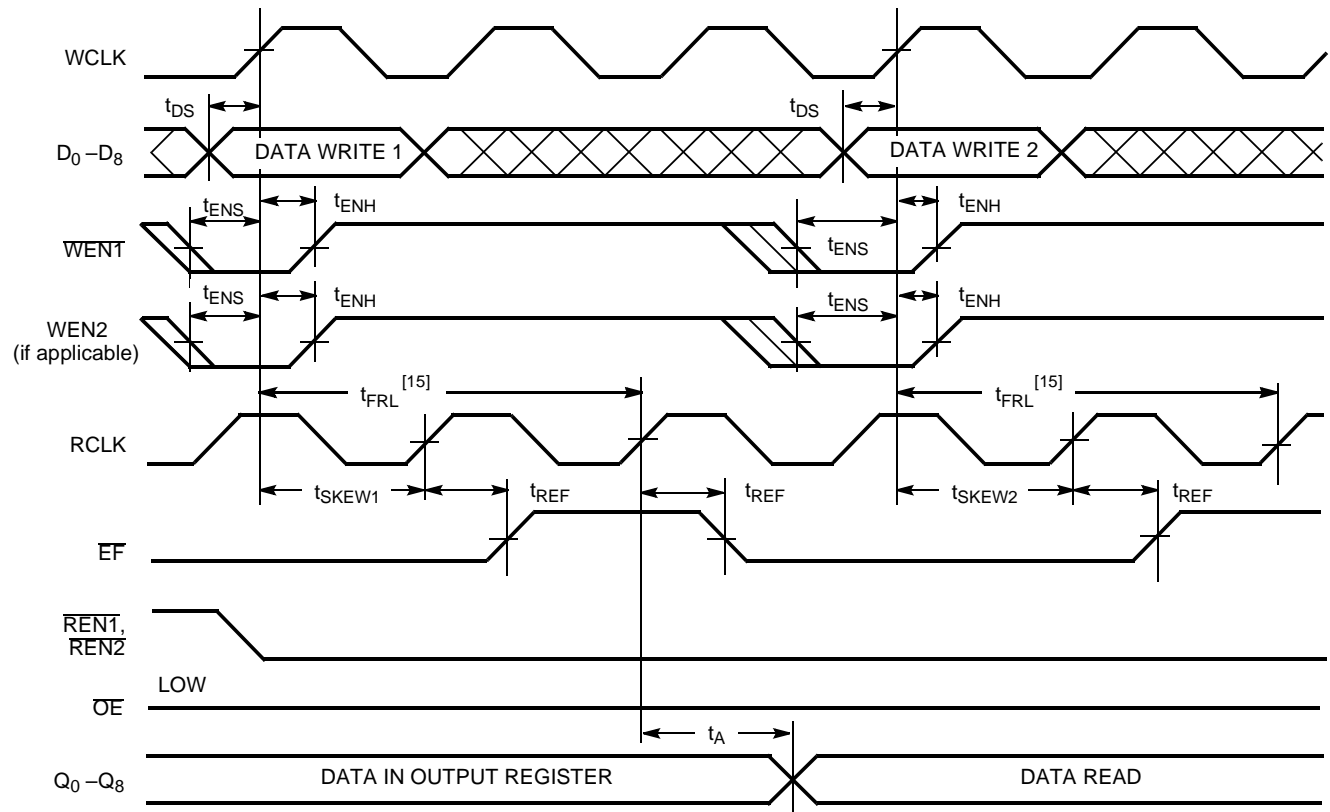 WCLK
tDS
tDS
D0 –D8
DATA WRITE 1
DATA WRITE 2
tENS
tENH
tENS
tENH
WEN1
tENS
tENH
tENS
tENH
WEN2
(if applicable)
tFRL [15]
tFRL [15]
RCLK
tSKEW1
tREF
tREF
tSKEW2
tREF
EF
REN1,
REN2
LOW
OE
tA
Q0 –Q8
DATA IN OUTPUT REGISTER
DATA READ